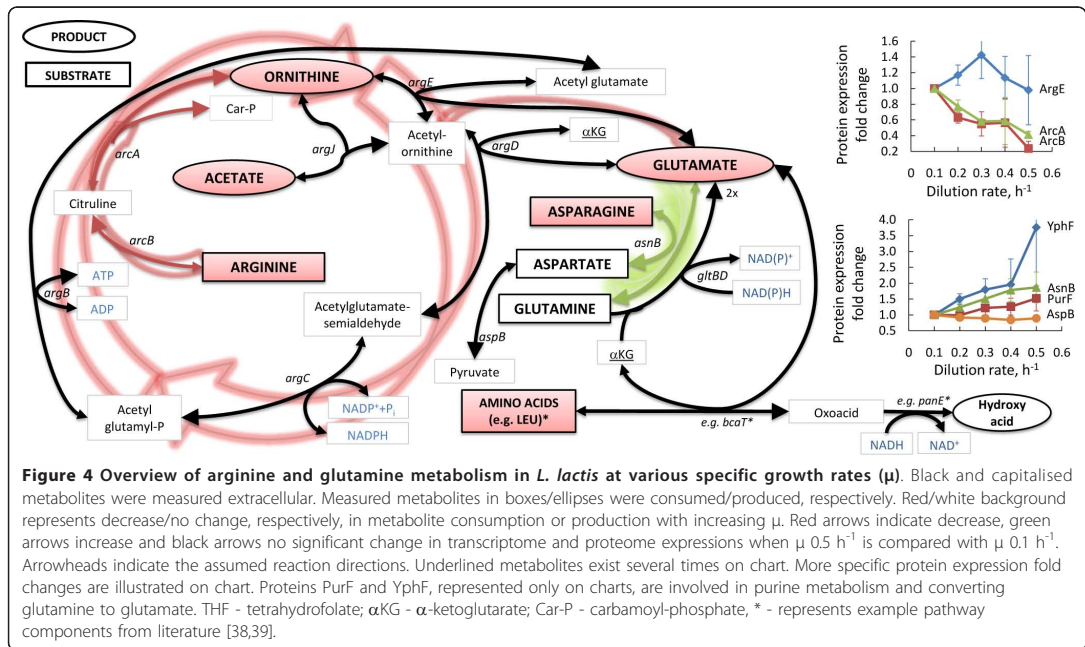 PRODUCT
SUBSTRATE
ORNITHINE
argE
Acetyl glutamate
Car-P
arcA
argJ
Acetyl-
ornithine
argD
αKG
GLUTAMATE
ACETATE
2x
Citruline
ASPARAGINE
arcB
ARGININE
asnB
ASPARTATE
NAD(P)⁺
gltBD
ATP
argB
ADP
GLUTAMINE
NAD(P)H
Acetylglutamate-
semialdehyde
aspB
Pyruvate
αKG
argC
Acetyl
glutamyl-P
NADP⁺+Pᵢ
NADPH
AMINO ACIDS
(e.g. LEU)*
e.g. bcaT*
Oxoacid
e.g. panE*
Hydroxy
acid
NADH
NAD⁺
Protein expression
fold change
1.6
1.4
1.2
1.0
0.8
0.6
0.4
0.2
ArgE
ArcA
ArcB
0.0 0.1 0.2 0.3 0.4 0.5 0.6
Dilution rate, h⁻¹
Protein expression
fold change
4.0
3.5
3.0
2.5
2.0
1.5
1.0
0.5
YphF
AsnB
PurF
AspB
0.0 0.1 0.2 0.3 0.4 0.5 0.6
Dilution rate, h⁻¹
Figure 4 Overview of arginine and glutamine metabolism in L. lactis at various specific growth rates (μ). Black and capitalised
metabolites were measured extracellular. Measured metabolites in boxes/ellipses were consumed/produced, respectively. Red/white background
represents decrease/no change, respectively, in metabolite consumption or production with increasing μ. Red arrows indicate decrease, green
arrows increase and black arrows no significant change in transcriptome and proteome expressions when μ 0.5 h⁻¹ is compared with μ 0.1 h⁻¹.
Arrowheads indicate the assumed reaction directions. Underlined metabolites exist several times on chart. More specific protein expression fold
changes are illustrated on chart. Proteins PurF and YphF, represented only on charts, are involved in purine metabolism and converting
glutamine to glutamate. THF - tetrahydrofolate; αKG - α-ketoglutarate; Car-P - carbamoyl-phosphate, * - represents example pathway
components from literature [38,39].